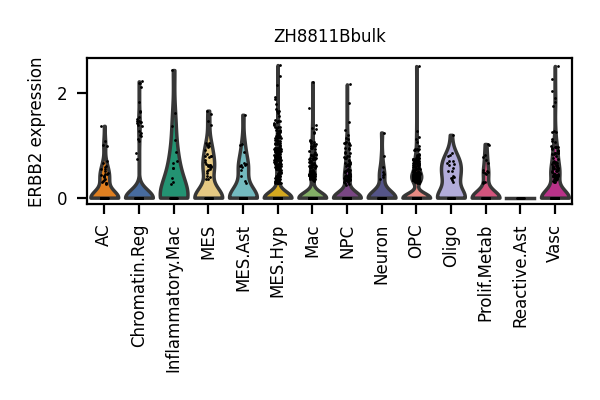 ZH8811Bbulk
ERBB2 expression
2
0
AC
Chromatin.Reg
Inflammatory.Mac
MES
MES.Ast
MES.Hyp
Mac
NPC
Neuron
OPC
Oligo
Prolif.Metab
Reactive.Ast
Vasc